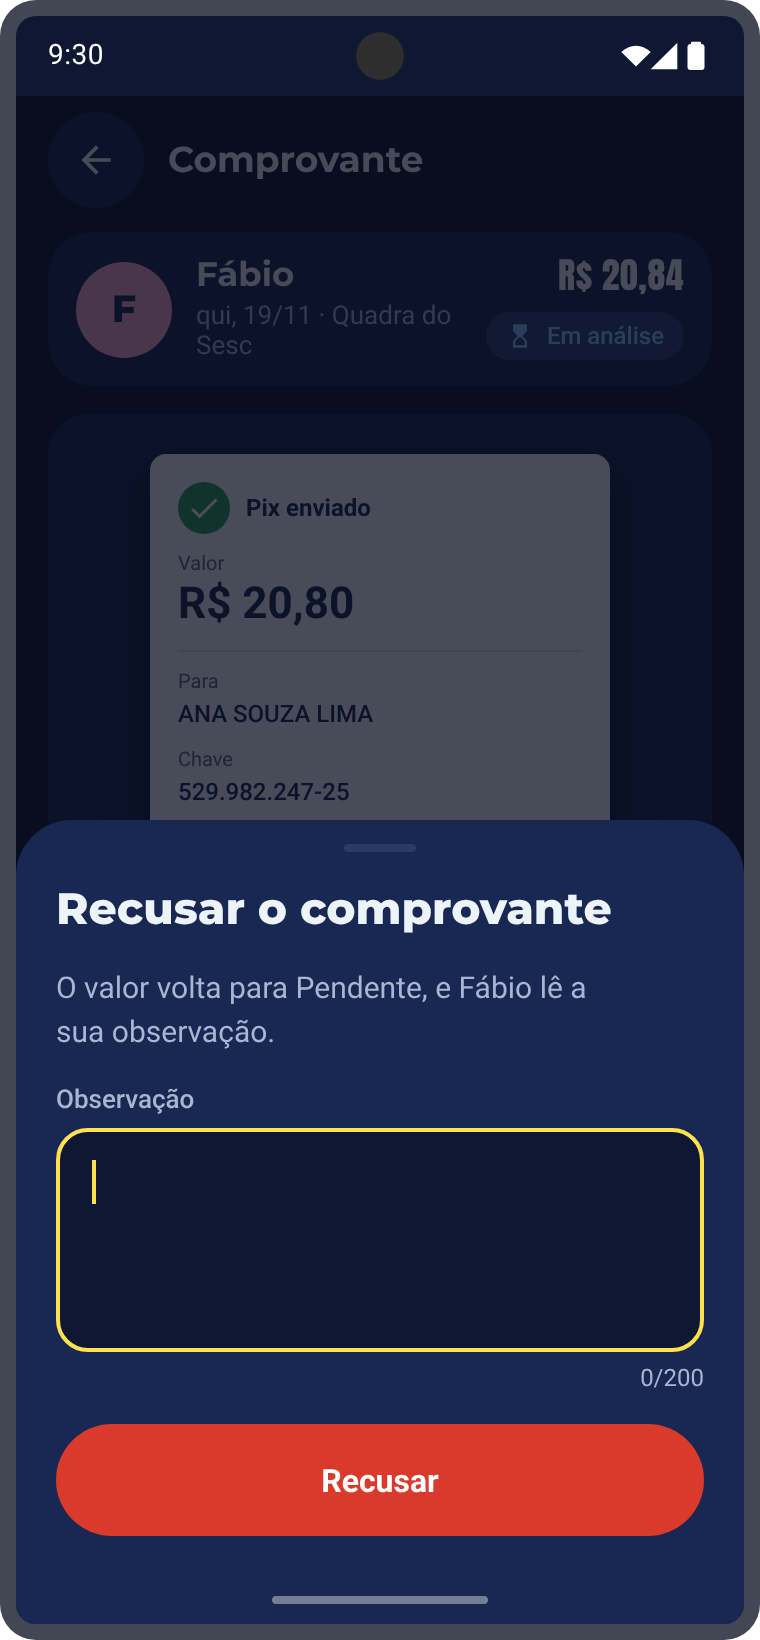 9:30
Comprovante
F
Fábio
R$ 20,84
qui, 19/11 · Quadra do
Sesc
Em análise
Pix enviado
Valor
R$ 20,80
Para
ANA SOUZA LIMA
Chave
529.982.247-25
Recusar o comprovante
O valor volta para Pendente, e Fábio lê a
sua observação.
Observação
0/200
Recusar